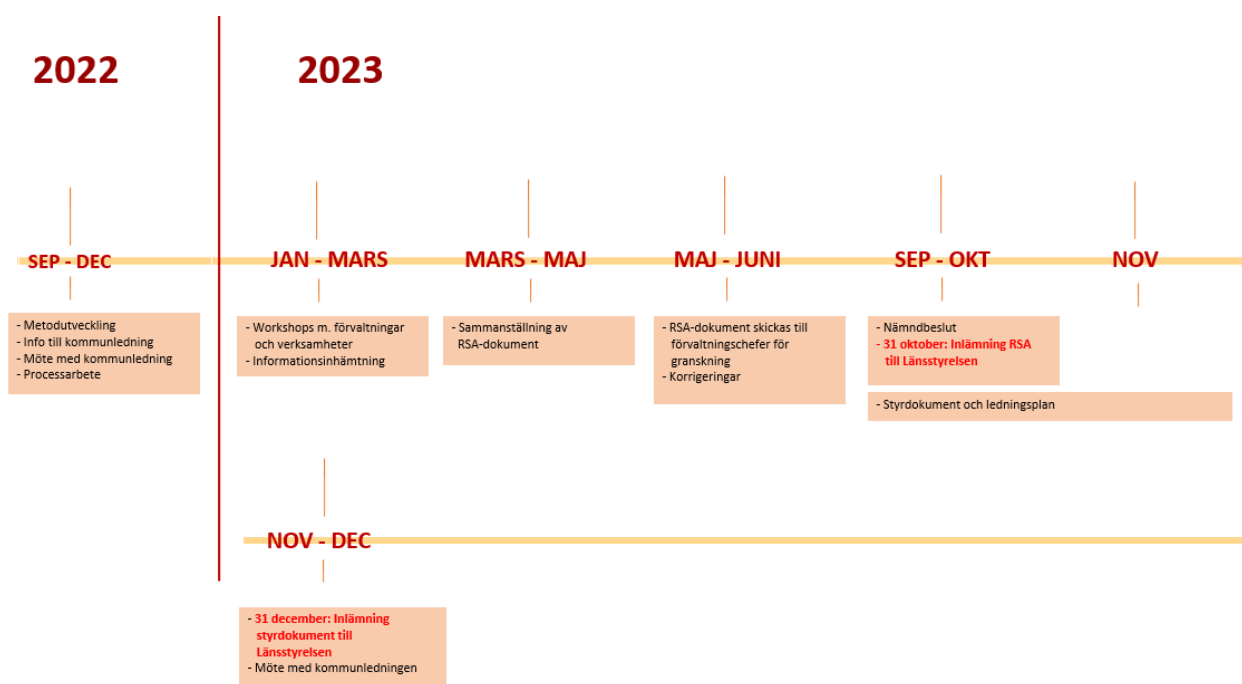 2022
2023
SEP - DEC
JAN - MARS
MARS - MAJ
MAJ - JUNI
SEP - OKT
NOV
- Metodutveckling
- Info till kommunledning
- Möte med kommunledning
- Processarbete
- Workshops m. förvaltningar
och verksamheter
- Informationsinhämtning
- Sammanställning av
RSA-dokument
- RSA-dokument skickas till
förvaltningschefer för
granskning
- Korrigeringar
- Nämndbeslut
- 31 oktober: Inlämning RSA
till Länsstyrelsen
- Styrdokument och ledningsplan
NOV - DEC
- 31 december: Inlämning
styrdokument till
Länsstyrelsen
- Möte med kommunledningen